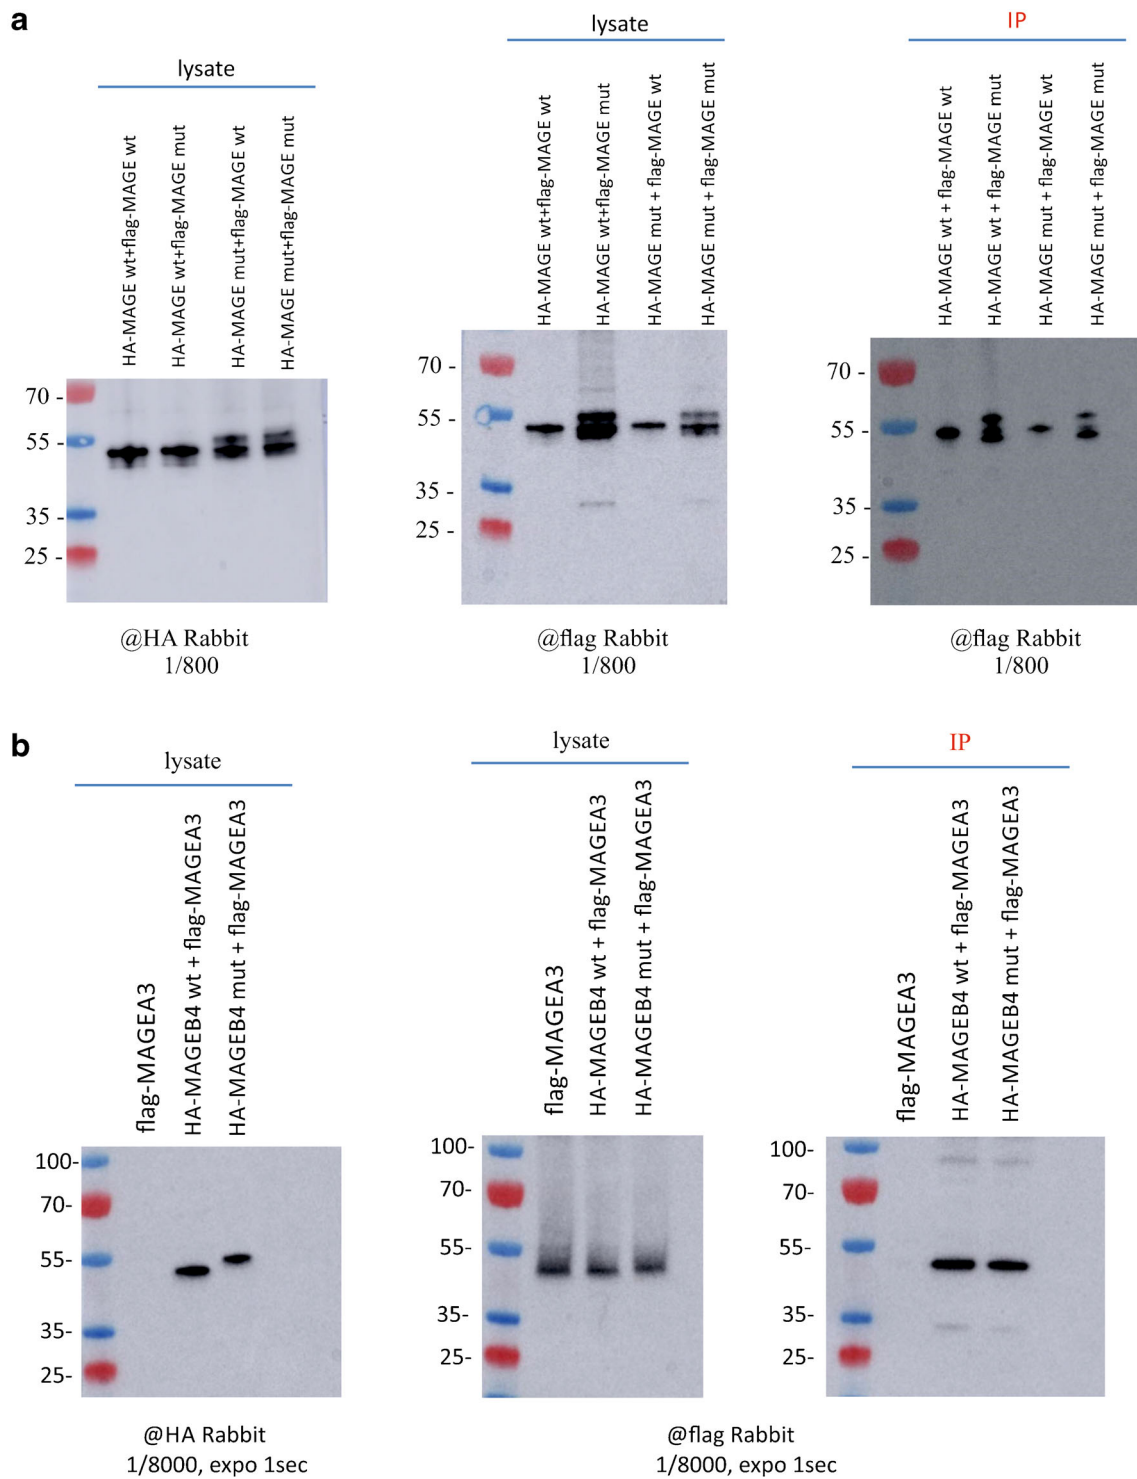 a
lysate
HA-MAGE wt+flag-MAGE wt
HA-MAGE wt+flag-MAGE mut
HA-MAGE mut+flag-MAGE wt
HA-MAGE mut+flag-MAGE mut
70 -
55 -
35 -
25 -
@HA Rabbit
1/800
lysate
HA-MAGE wt+flag-MAGE wt
HA-MAGE wt+flag-MAGE mut
HA-MAGE mut + flag-MAGE wt
HA-MAGE mut + flag-MAGE mut
70 -
55 -
35 -
25 -
@flag Rabbit
1/800
IP
HA-MAGE wt + flag-MAGE wt
HA-MAGE wt + flag-MAGE mut
HA-MAGE mut + flag-MAGE wt
HA-MAGE mut + flag-MAGE mut
70 -
55 -
35 -
25 -
@flag Rabbit
1/800
b
lysate
flag-MAGEA3
HA-MAGEB4 wt + flag-MAGEA3
HA-MAGEB4 mut + flag-MAGEA3
100-
70-
55-
35-
25-
@HA Rabbit
1/8000, expo 1sec
lysate
flag-MAGEA3
HA-MAGEB4 wt + flag-MAGEA3
HA-MAGEB4 mut + flag-MAGEA3
100-
70-
55-
35-
25-
IP
flag-MAGEA3
HA-MAGEB4 wt + flag-MAGEA3
HA-MAGEB4 mut + flag-MAGEA3
100-
70-
55-
35-
25-
@flag Rabbit
1/8000, expo 1sec